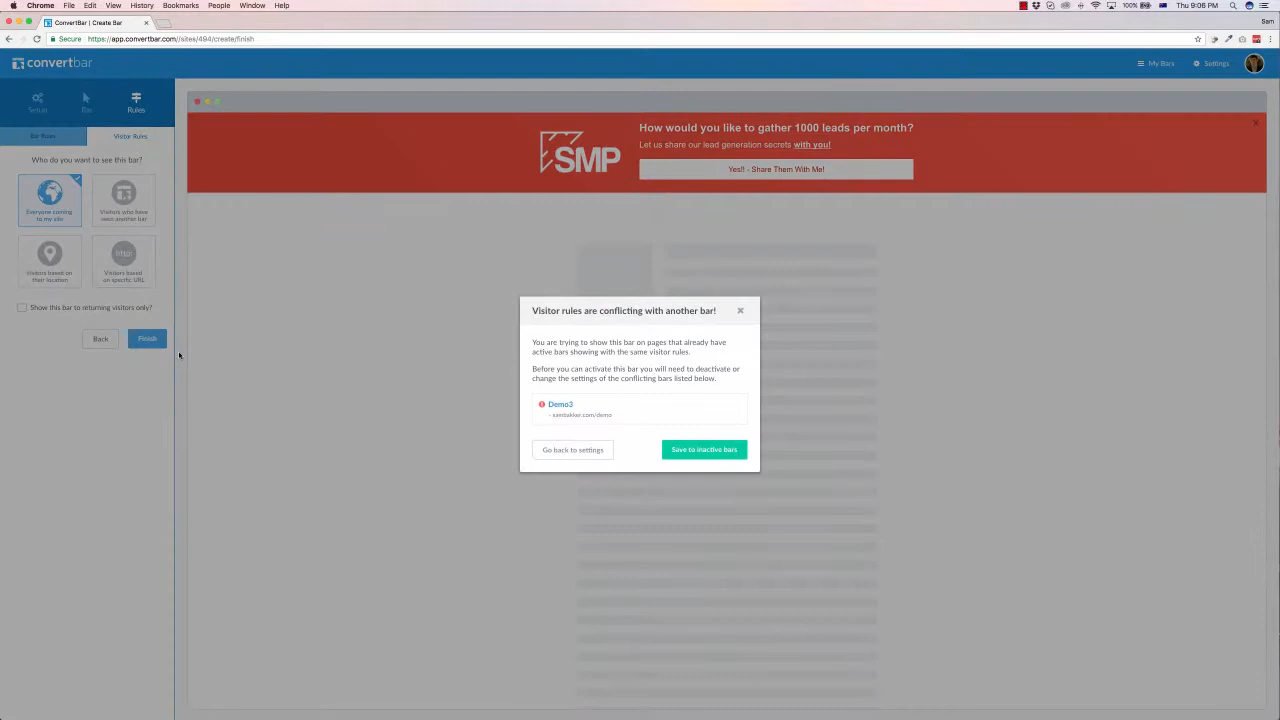 Chrome File Edit View History Bookmarks People Window Help
100% Thu 9:06 PM
ConvertBar | Create Bar
Sam
Secure https://app.convertbar.com//sites/494/create/finish
convertbar
My Bars
Settings
Setup
Bar
Rules
Bar Rules
Visitor Rules
Who do you want to see this bar?
Everyone coming
to my site
Visitors who have
seen another bar
http:
Visitors based on
their location
Visitors based
on specific URL
Show this bar to returning visitors only?
Back
Finish
SMP
How would you like to gather 1000 leads per month?
Let us share our lead generation secrets with you!
Yes!! - Share Them With Me!
Visitor rules are conflicting with another bar!
You are trying to show this bar on pages that already have
active bars showing with the same visitor rules.
Before you can activate this bar you will need to deactivate or
change the settings of the conflicting bars listed below.
Demo3
- samtakker.com/demo
Go back to settings
Save to inactive bars